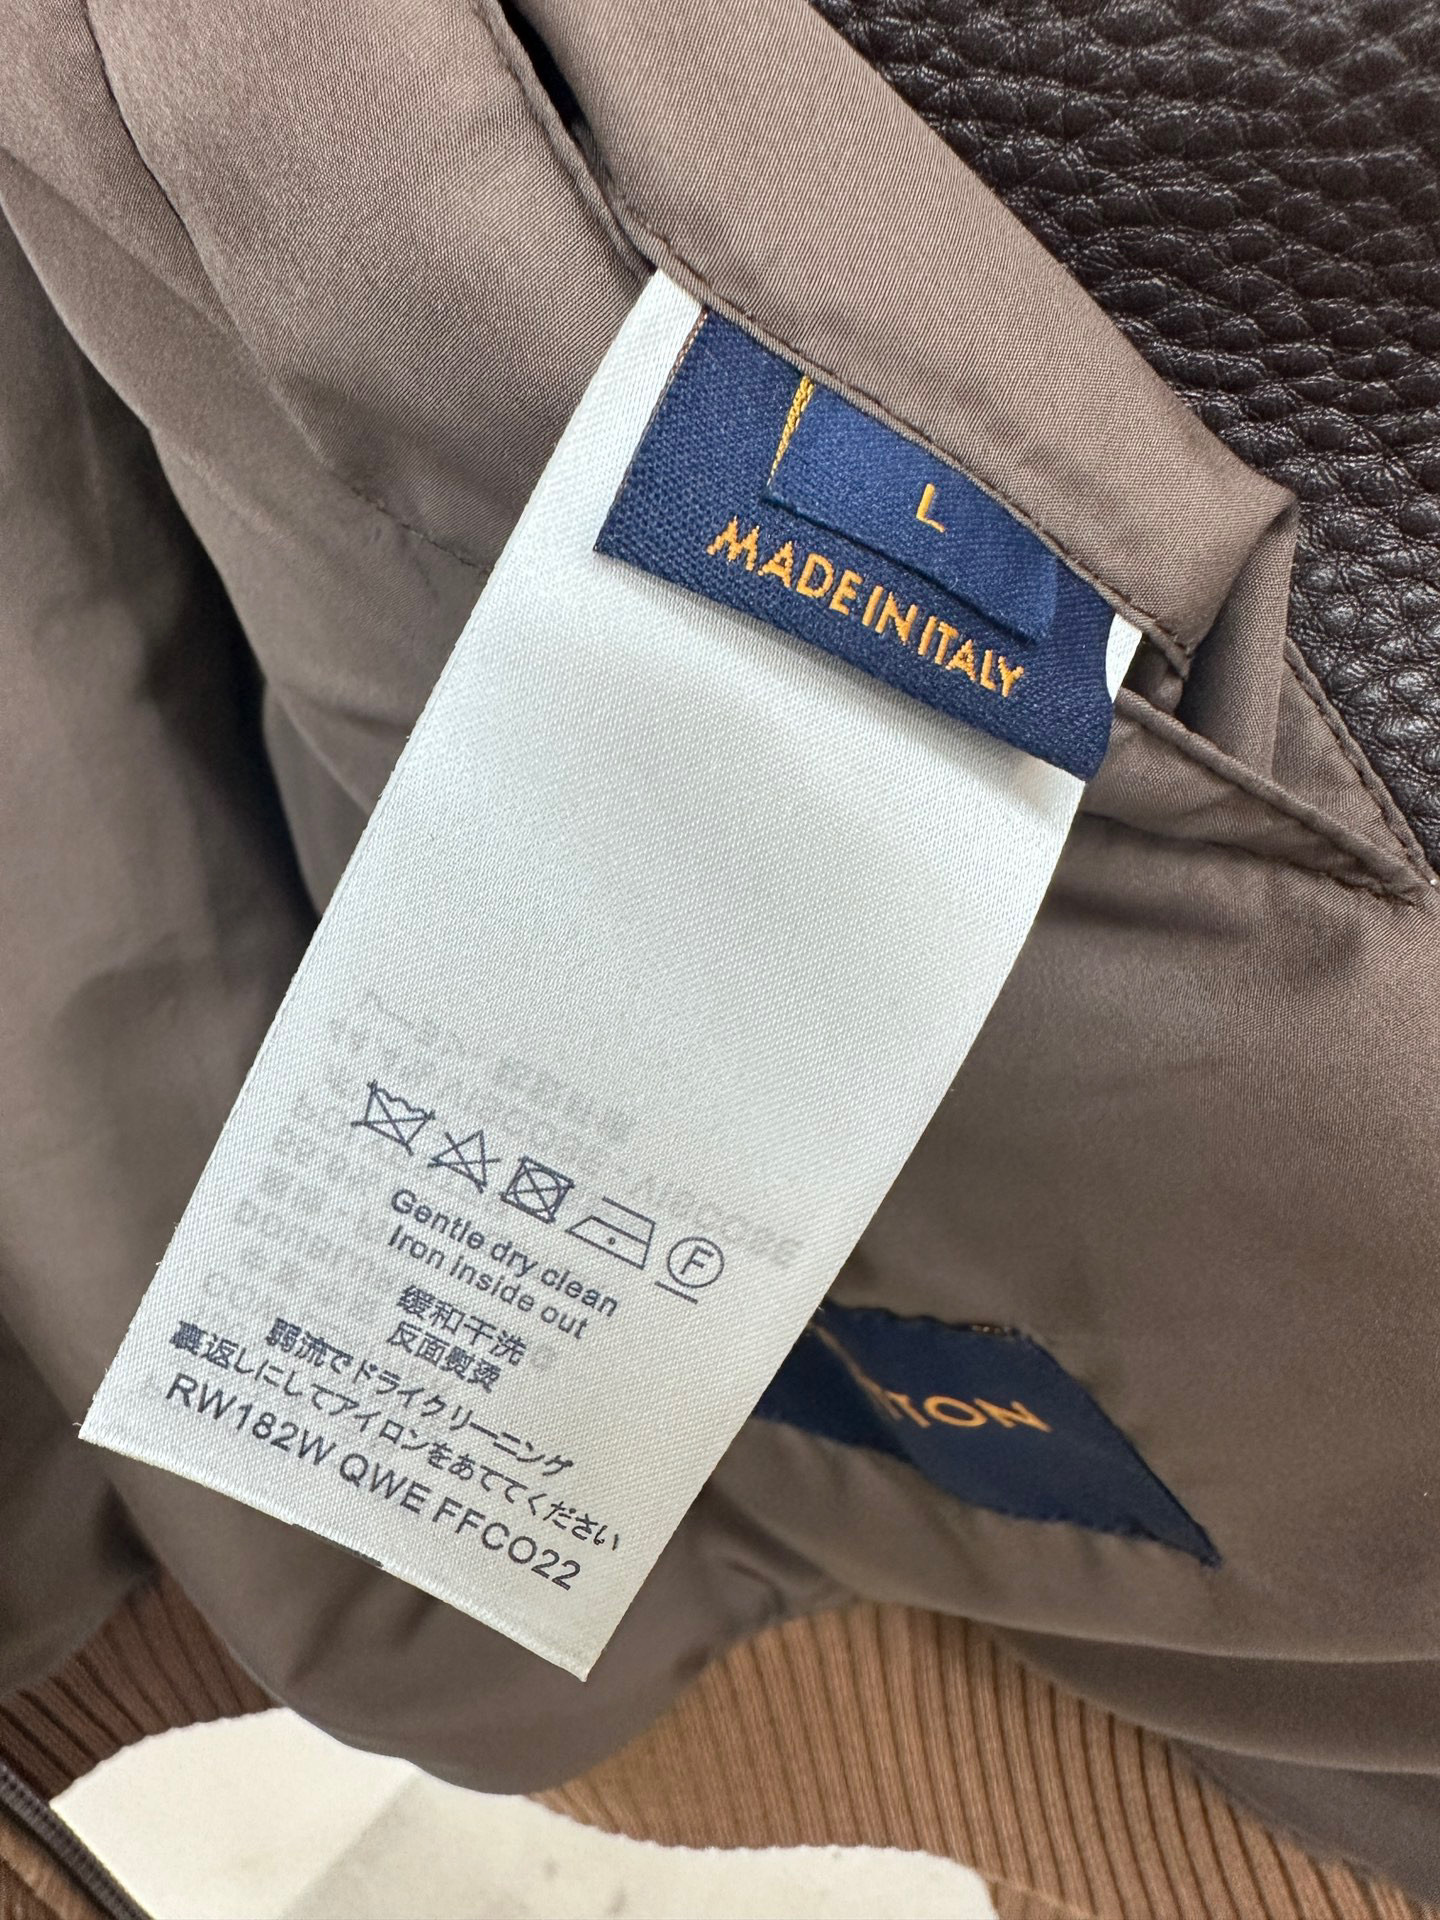 L
MADE IN ITALY
F
Gentle dry clean
Iron inside out
缓和干洗
反面熨烫
弱流でドライクリーニング
裏返しにしてアイロンをあててください
RW182W QWE FFCO22
TON